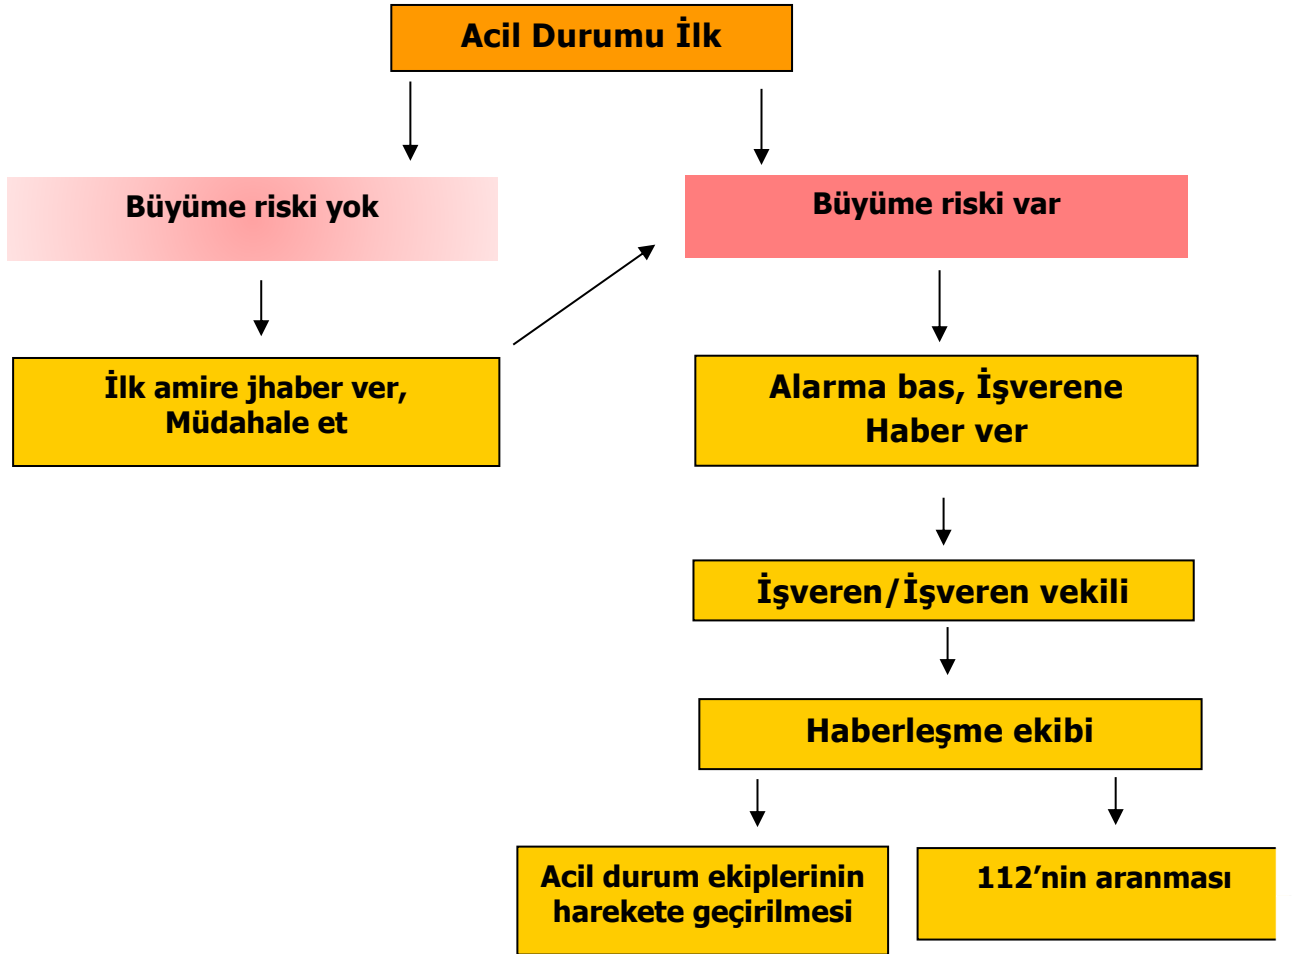 Acil Durumu İlk
Büyüme riski yok
Büyüme riski var
İlk amire jhaber ver,
Müdahale et
Alarma bas, İşverene
Haber ver
İşveren/İşveren vekili
Haberleşme ekibi
Acil durum ekiplerinin
harekete geçirilmesi
112’nin aranması